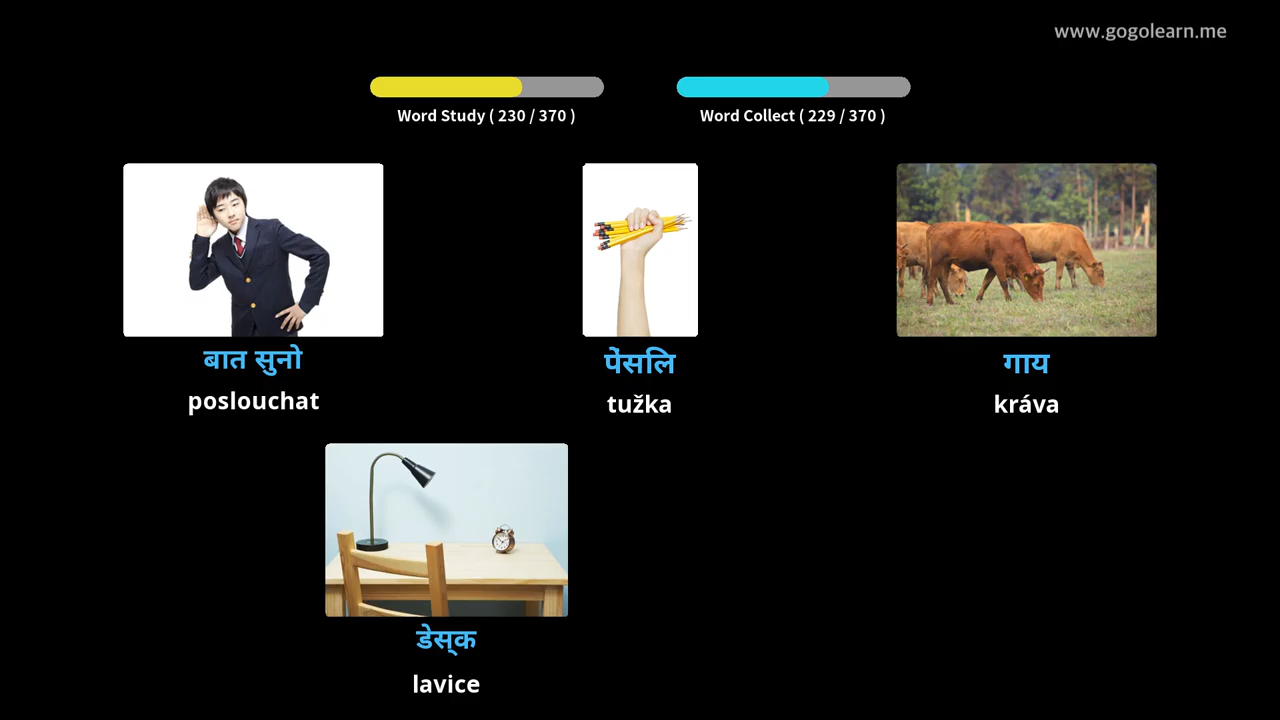 www.gogolearn.me
Word Study ( 230 / 370 )
Word Collect ( 229 / 370 )
बात सुनो
पेंसलि
गाय
poslouchat
tužka
kráva
डेस्क
lavice